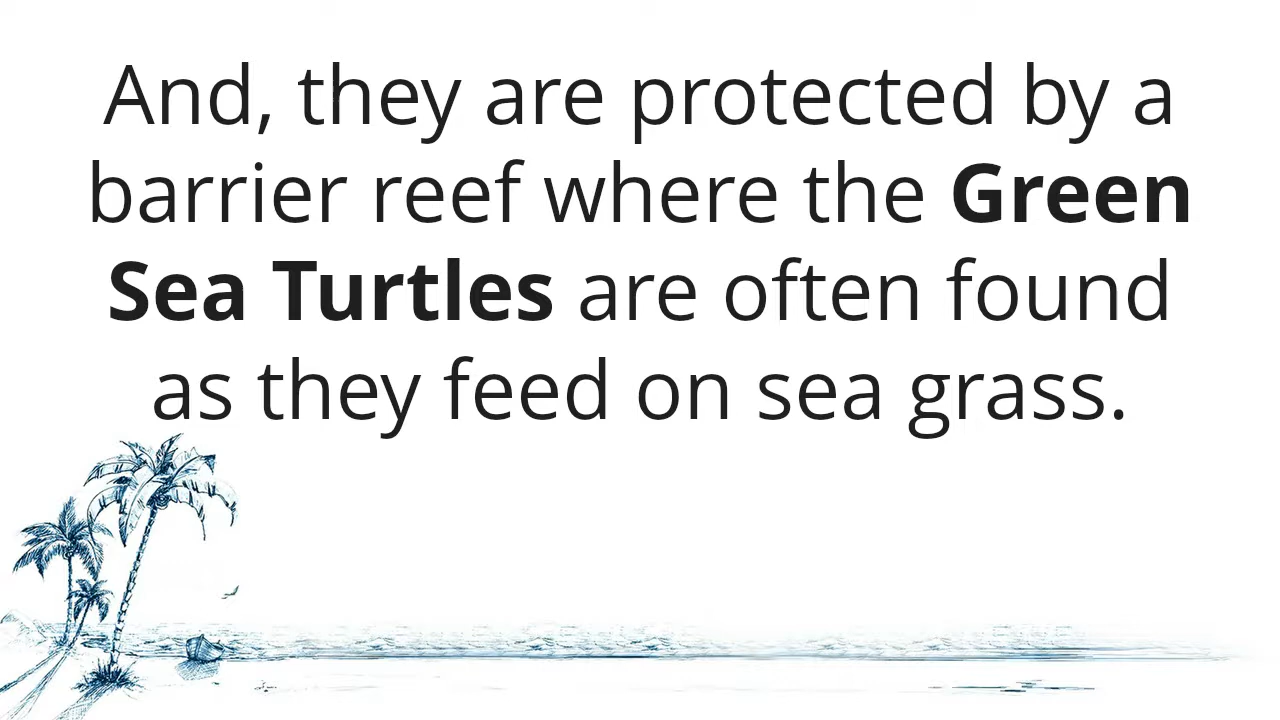 And, they are protected by a
barrier reef where the Green
Sea Turtles are often found
as they feed on sea grass.